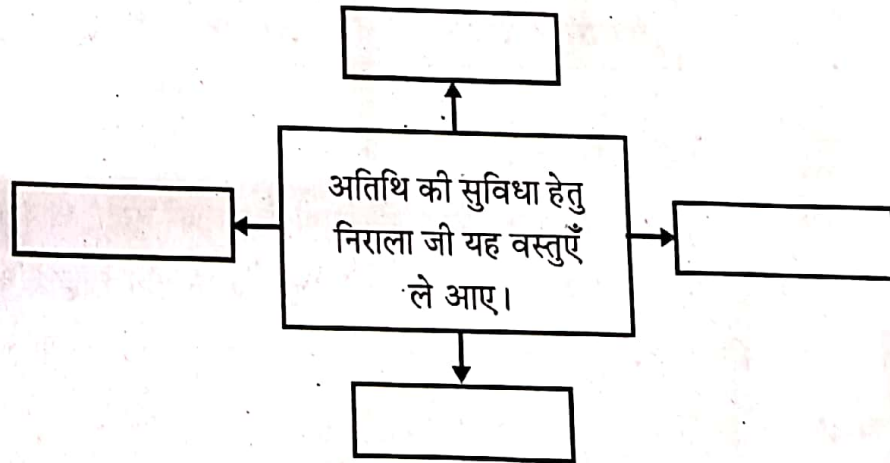 अतिथि की सुविधा हेतु
निराला जी यह वस्तुएँ
ले आए।